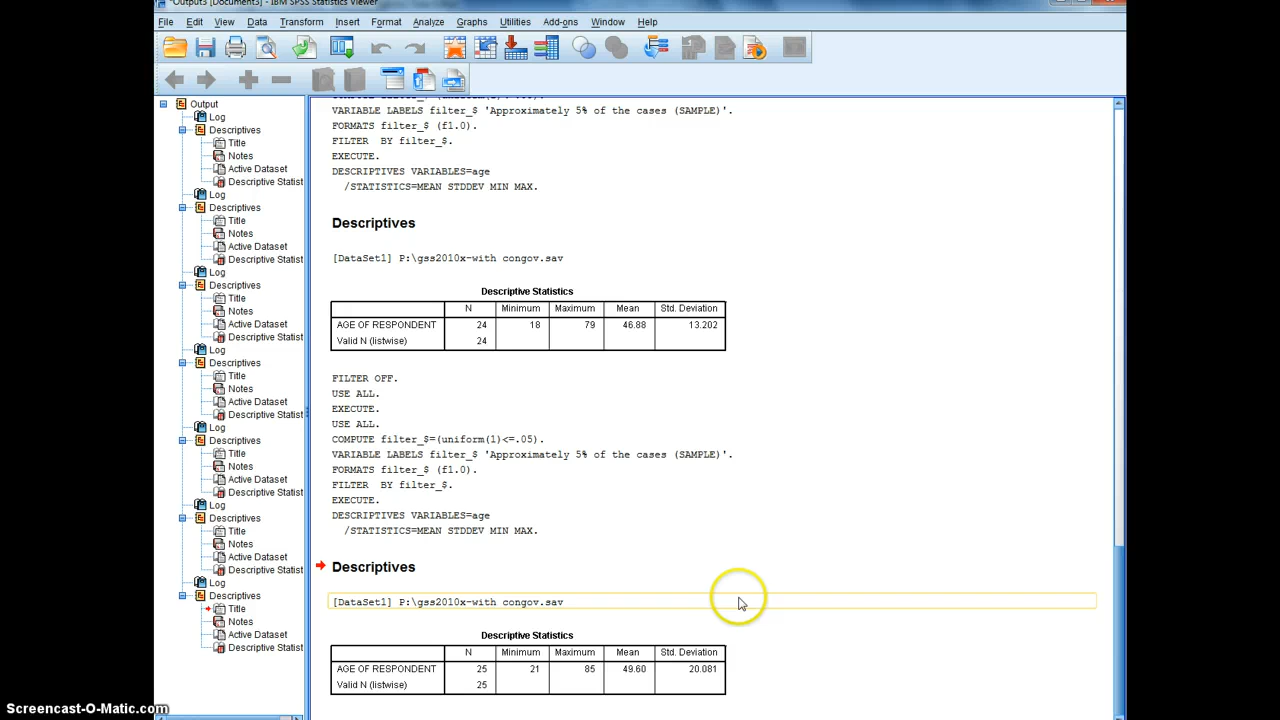 *Output3 [Document3] - IBM SPSS Statistics Viewer
File Edit View Data Transform Insert Format Analyze Graphs Utilities Add-ons Window Help
Output
Log
Descriptives
Title
Notes
Active Dataset
Descriptive Statist
Log
Descriptives
Title
Notes
Active Dataset
Descriptive Statist
Log
Descriptives
Title
Notes
Active Dataset
Descriptive Statist
Log
Descriptives
Title
Notes
Active Dataset
Descriptive Statist
Log
Descriptives
Title
Notes
Active Dataset
Descriptive Statist
Log
Descriptives
Title
Notes
Active Dataset
Descriptive Statist
Log
Descriptives
Title
Notes
Active Dataset
Descriptive Statist
VARIABLE LABELS filter_$ 'Approximately 5% of the cases (SAMPLE)'.
FORMATS filter_$ (f1.0).
FILTER BY filter_$.
EXECUTE.
DESCRIPTIVES VARIABLES=age
/STATISTICS=MEAN STDDEV MIN MAX.
Descriptives
[DataSet1] P:\gss2010x-with congov.sav
Descriptive Statistics
N Minimum Maximum Mean Std. Deviation
AGE OF RESPONDENT 24 18 79 46.88 13.202
Valid N (listwise) 24
FILTER OFF.
USE ALL.
EXECUTE.
USE ALL.
COMPUTE filter_$=(uniform(1)<=.05).
VARIABLE LABELS filter_$ 'Approximately 5% of the cases (SAMPLE)'.
FORMATS filter_$ (f1.0).
FILTER BY filter_$.
EXECUTE.
DESCRIPTIVES VARIABLES=age
/STATISTICS=MEAN STDDEV MIN MAX.
Descriptives
[DataSet1] P:\gss2010x-with congov.sav
Descriptive Statistics
N Minimum Maximum Mean Std. Deviation
AGE OF RESPONDENT 25 21 85 49.60 20.081
Valid N (listwise) 25
Screencast-O-Matic.com